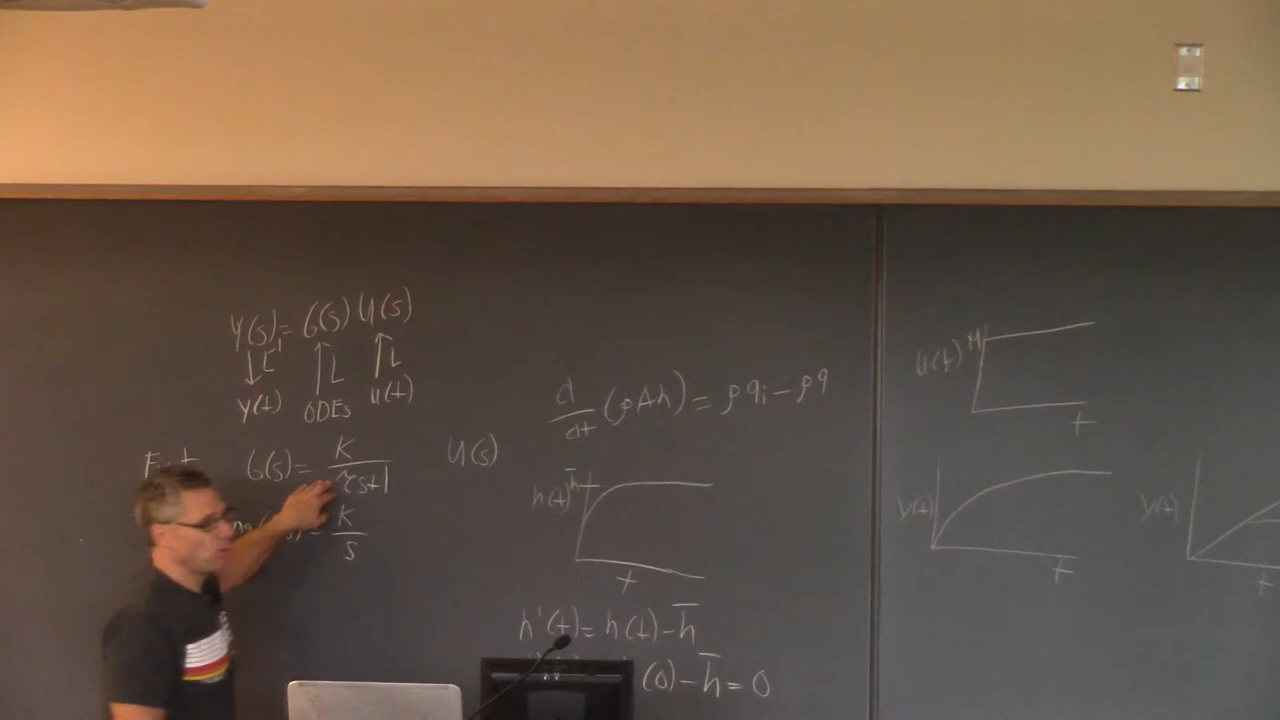 Y(s) = G(s) U(s)
↓L⁻¹ ↑L ↑L
y(t) ODEs u(t)
G(s) = K / τs+1
U(s)
K / s
d/dt (ρAh) = ρqi − ρq
h(t) h̄
t
h'(t) = h(t) − h̄
(0) − h̄ = 0
u(t) M
t
y(t)
t
y(t)
t